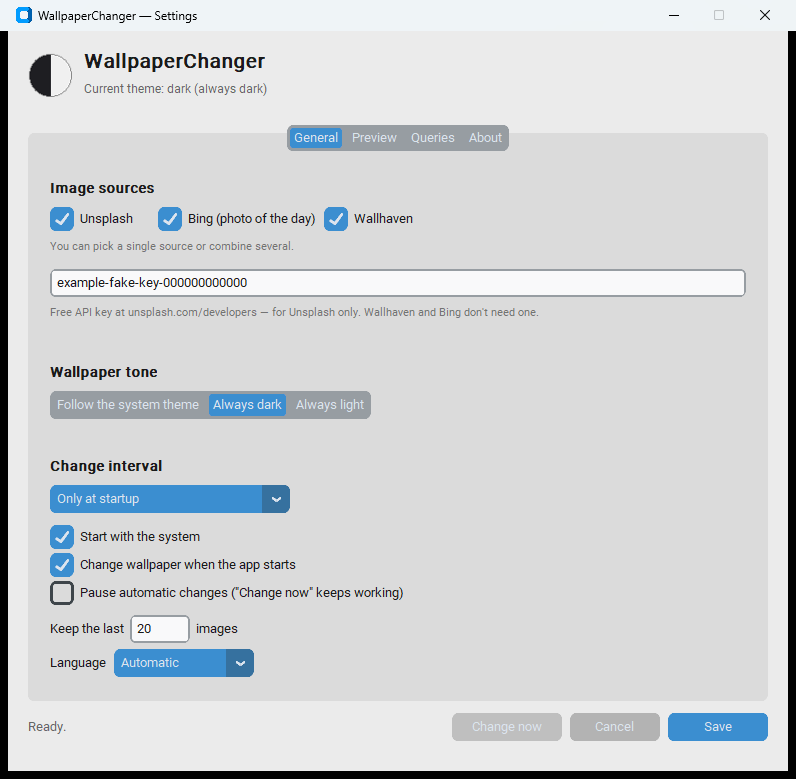 WallpaperChanger — Settings
WallpaperChanger
Current theme: dark (always dark)
General Preview Queries About
Image sources
Unsplash Bing (photo of the day) Wallhaven
You can pick a single source or combine several.
example-fake-key-000000000000
Free API key at unsplash.com/developers — for Unsplash only. Wallhaven and Bing don't need one.
Wallpaper tone
Follow the system theme Always dark Always light
Change interval
Only at startup
Start with the system
Change wallpaper when the app starts
Pause automatic changes ("Change now" keeps working)
Keep the last 20 images
Language Automatic
Ready. Change now Cancel Save